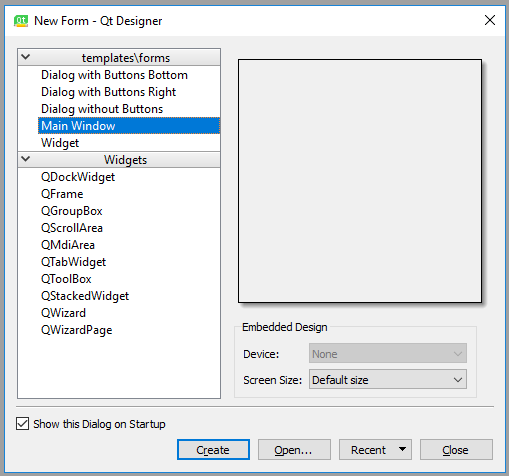 New Form - Qt Designer
templates\forms
Dialog with Buttons Bottom
Dialog with Buttons Right
Dialog without Buttons
Main Window
Widget
Widgets
QDockWidget
QFrame
QGroupBox
QScrollArea
QMdiArea
QTabWidget
QToolBox
QStackedWidget
QWizard
QWizardPage
Embedded Design
Device: None
Screen Size: Default size
Show this Dialog on Startup
Create Open... Recent Close